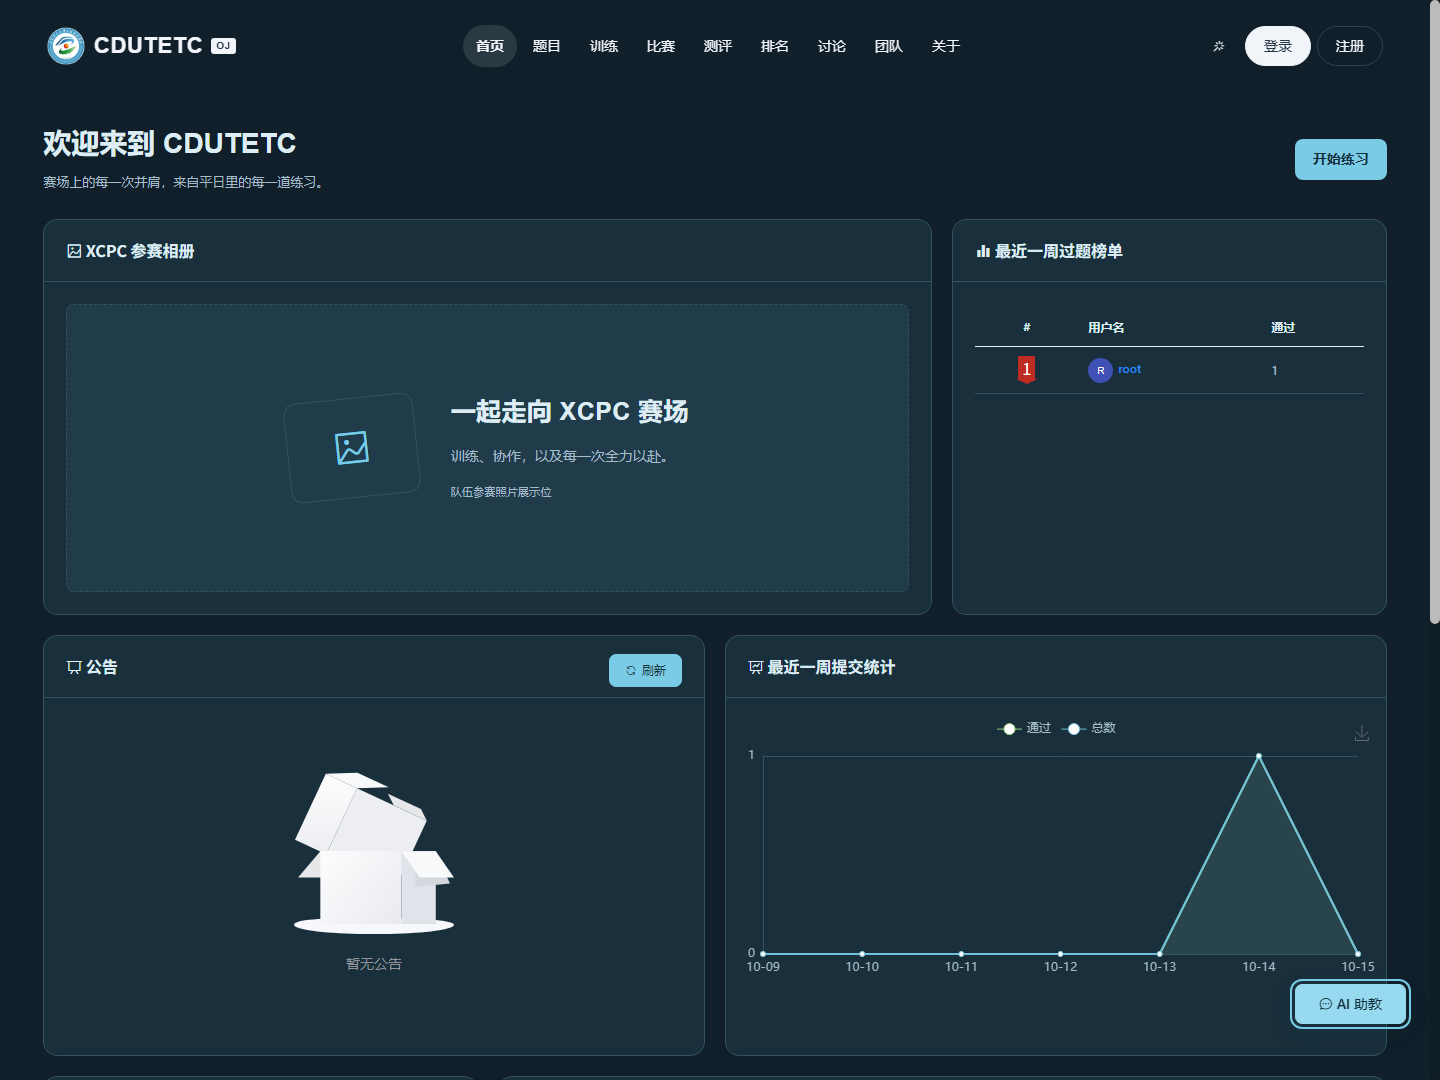 CDUTETC OJ
首页 题目 训练 比赛 测评 排名 讨论 团队 关于
登录 注册
欢迎来到 CDUTETC
赛场上的每一次并肩，来自平日里的每一道练习。
开始练习
XCPC 参赛相册
一起走向 XCPC 赛场
训练、协作，以及每一次全力以赴。
队伍参赛照片展示位
最近一周过题榜单
# 用户名 通过
1 R root 1
公告
刷新
暂无公告
最近一周提交统计
通过 总数
1
0
10-09 10-10 10-11 10-12 10-13 10-14 10-15
AI 助教